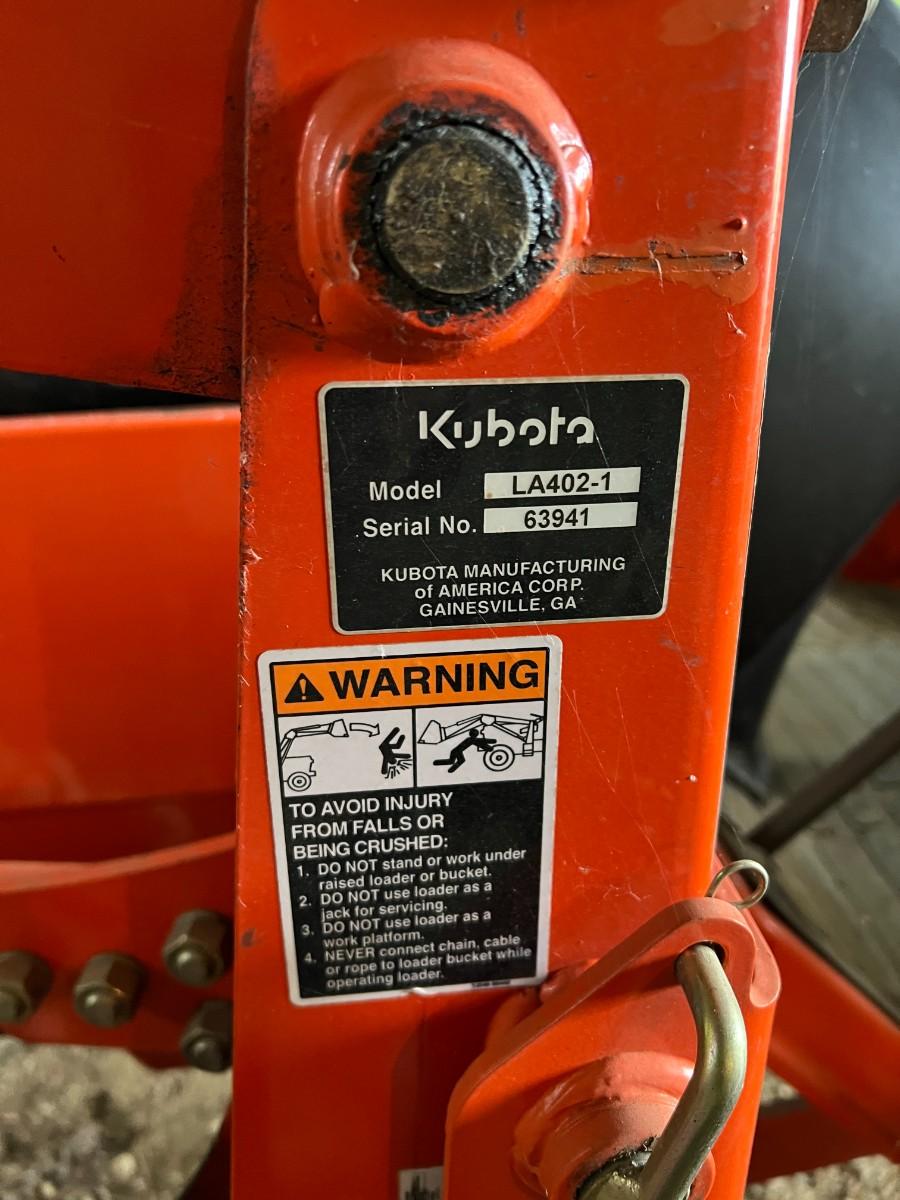 Kubota
Model LA402-1
Serial No. 63941
KUBOTA MANUFACTURING
of AMERICA CORP.
GAINESVILLE, GA
WARNING
TO AVOID INJURY
FROM FALLS OR
BEING CRUSHED:
1. DO NOT stand or work under
raised loader or bucket.
2. DO NOT use loader as a
jack for servicing.
3. DO NOT use loader as a
work platform.
4. NEVER connect chain, cable
or rope to loader bucket while
operating loader.